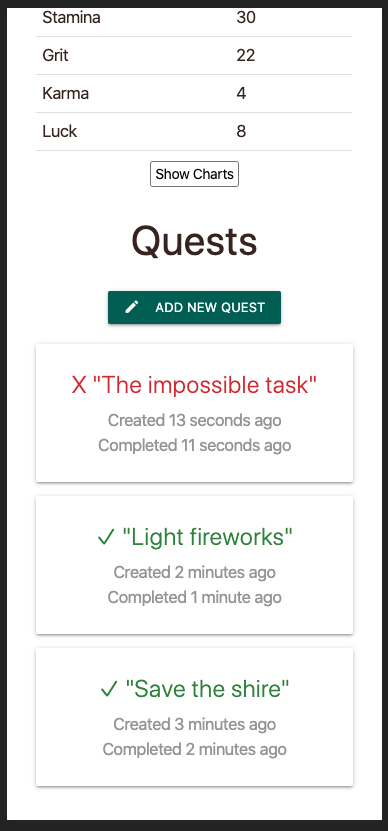 Stamina 30
Grit 22
Karma 4
Luck 8
Show Charts
Quests
ADD NEW QUEST
X "The impossible task"
Created 13 seconds ago
Completed 11 seconds ago
✓ "Light fireworks"
Created 2 minutes ago
Completed 1 minute ago
✓ "Save the shire"
Created 3 minutes ago
Completed 2 minutes ago